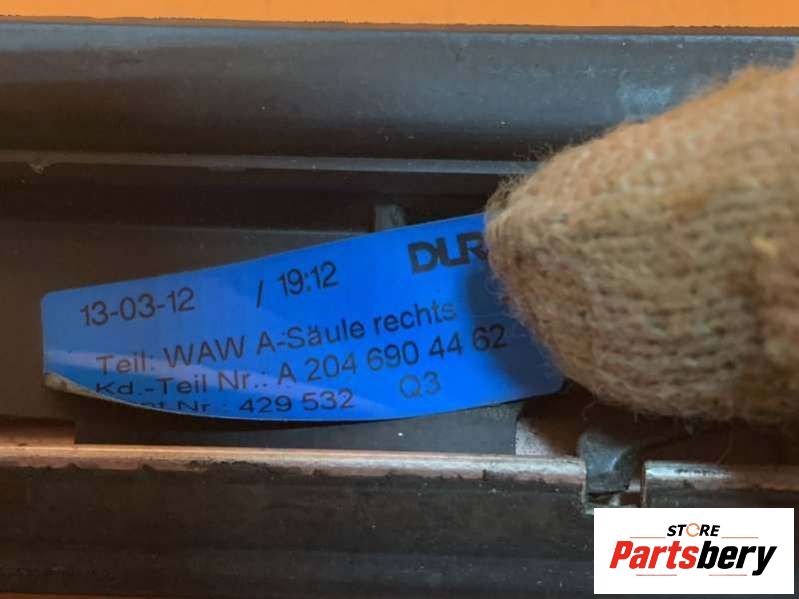 13-03-12 / 19:12 DUR
Teil: WAW A-Säule rechts
Kd.-Teil Nr.: A 204 690 44 62
Nr.: 429 532 Q3
STORE
Partsbery